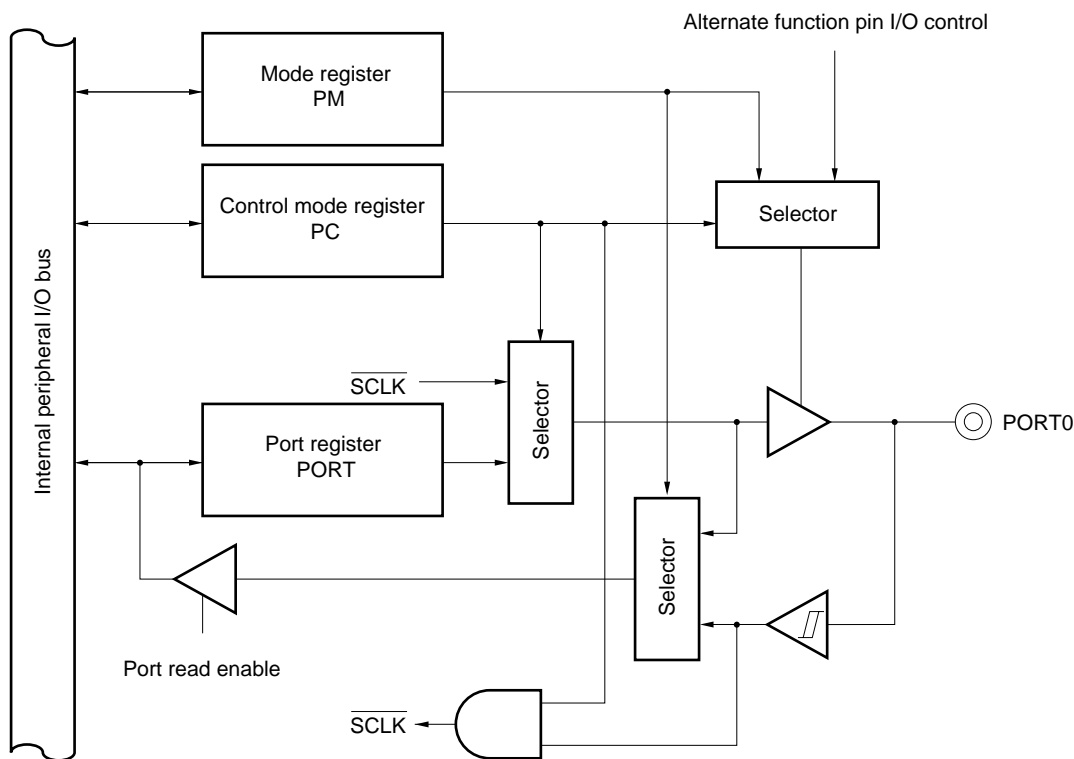 Alternate function pin I/O control
Mode register
PM
Control mode register
PC
Selector
Internal peripheral I/O bus
SCLK
Selector
Port register
PORT
PORT0
Selector
Port read enable
SCLK